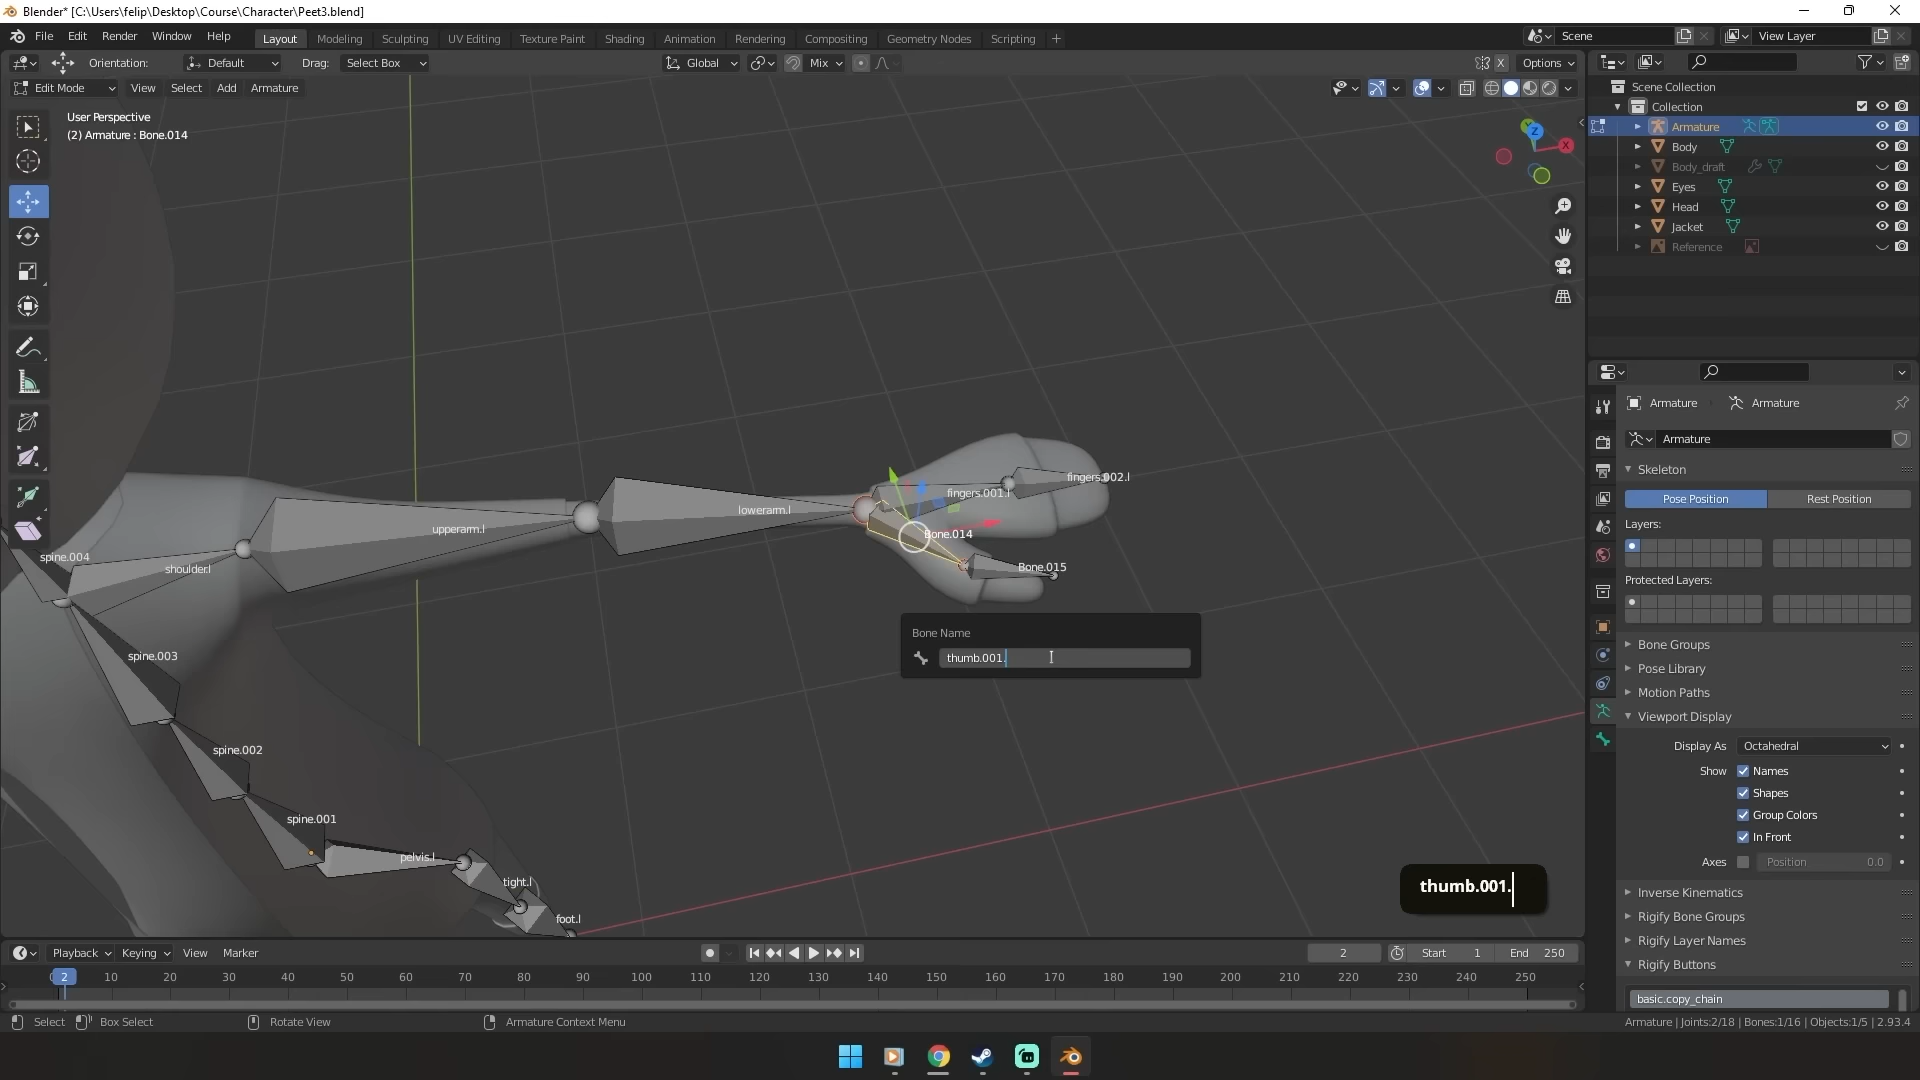 Blender* [C:\Users\felip\Desktop\Course\Character\Peet3.blend]
File Edit Render Window Help Layout Modeling Sculpting UV Editing Texture Paint Shading Animation Rendering Compositing Geometry Nodes Scripting + Scene View Layer
Orientation: Default Drag: Select Box Global Mix X Options
Edit Mode View Select Add Armature
User Perspective
(2) Armature : Bone.014
Z
X
Scene Collection
Collection
Armature
Body
Body_draft
Eyes
Head
Jacket
Reference
fingers.002.l
fingers.001.l
lowerarm.l
upperarm.l
Bone.014
spine.004
shoulder.l
Bone.015
spine.003
spine.002
spine.001
pelvis.l
tight.l
foot.l
Bone Name
thumb.001.
thumb.001.
Armature Armature
Armature
Skeleton
Pose Position Rest Position
Layers:
Protected Layers:
Bone Groups
Pose Library
Motion Paths
Viewport Display
Display As Octahedral
Show Names
Shapes
Group Colors
In Front
Axes Position 0.0
Inverse Kinematics
Rigify Bone Groups
Rigify Layer Names
Rigify Buttons
basic.copy_chain
Playback Keying View Marker 2 Start 1 End 250
2 10 20 30 40 50 60 70 80 90 100 110 120 130 140 150 160 170 180 190 200 210 220 230 240 250
Select Box Select Rotate View Armature Context Menu Armature | Joints:2/18 | Bones:1/16 | Objects:1/5 | 2.93.4